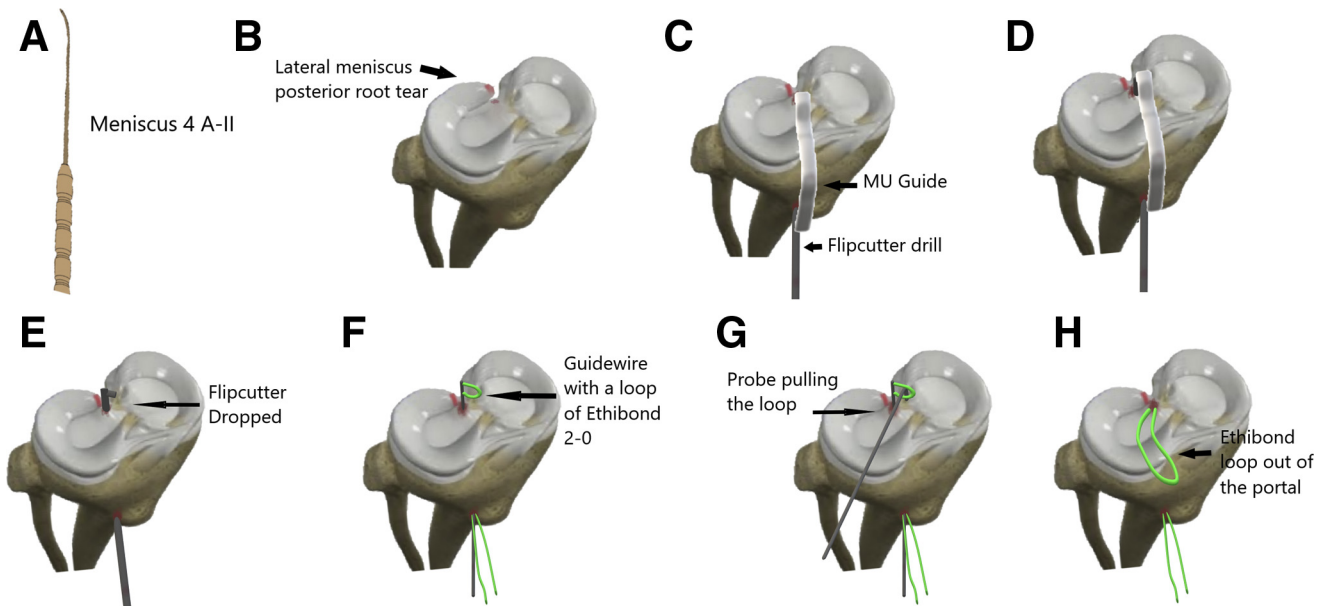 A
B
C
D
Meniscus 4 A-II
Lateral meniscus
posterior root tear
MU Guide
Flipcutter drill
E
F
G
H
Flipcutter
Dropped
Guidewire
with a loop
of Ethibond
2-0
Probe pulling
the loop
Ethibond
loop out of
the portal